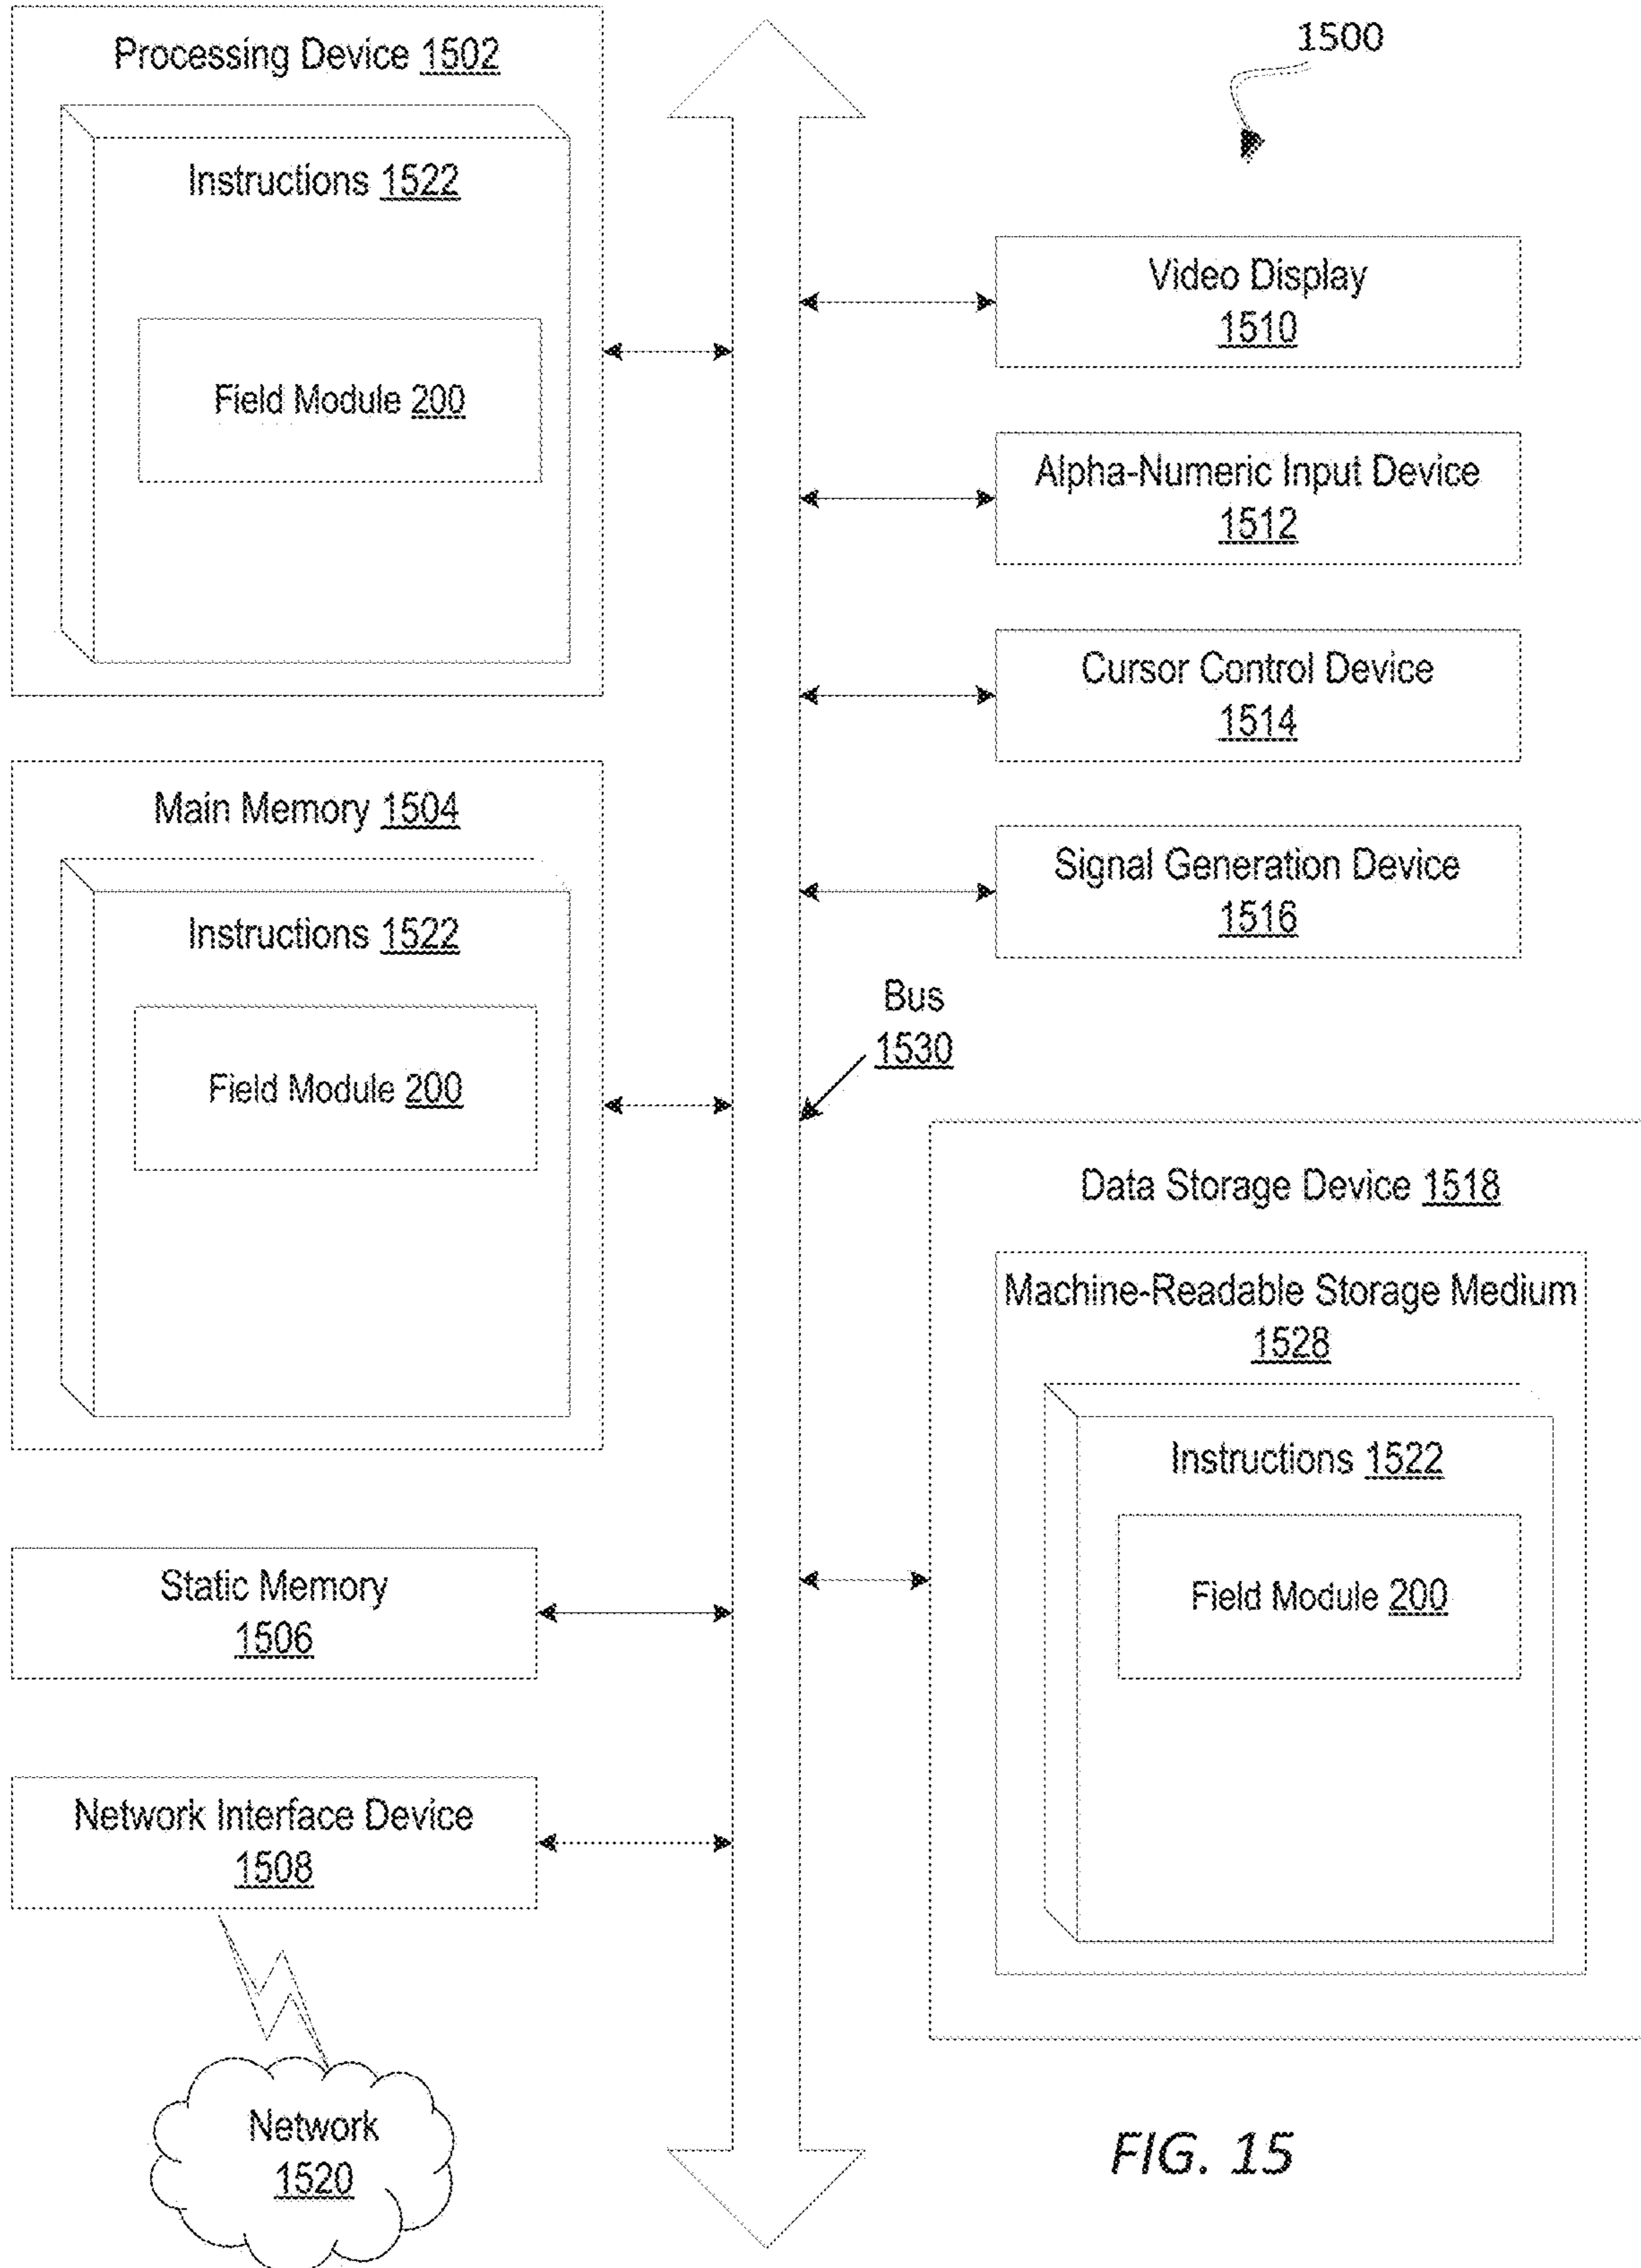 Processing Device 1502
Instructions 1522
Field Module 200
Main Memory 1504
Instructions 1522
Field Module 200
Static Memory
1506
Network Interface Device
1508
Network
1520
1500
Video Display
1510
Alpha-Numeric Input Device
1512
Cursor Control Device
1514
Signal Generation Device
1516
Bus
1530
Data Storage Device 1518
Machine-Readable Storage Medium
1528
Instructions 1522
Field Module 200
FIG. 15